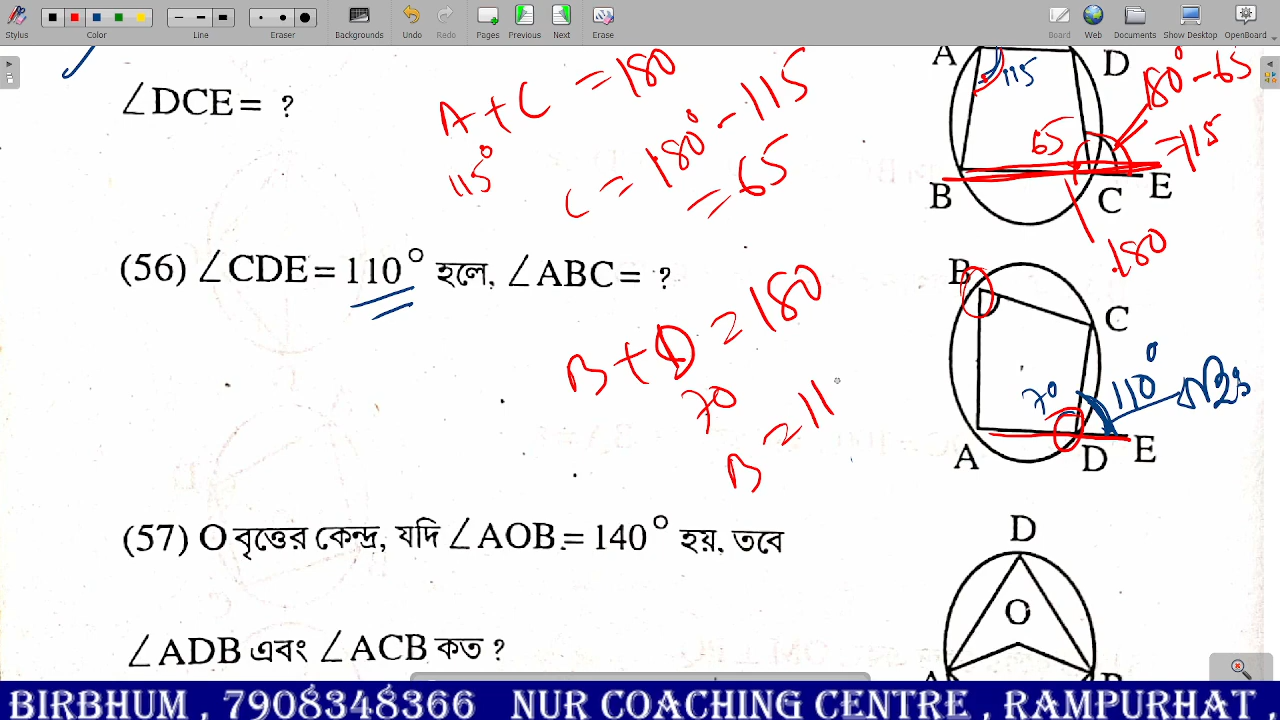 Stylus
Color
Line
Eraser
Backgrounds
Undo
Redo
Pages
Previous
Next
Erase
Board
Web
Documents
Show Desktop
OpenBoard
∠DCE = ?
A + C = 180
115°
C = 180° - 115
= 65
A
D
115
65
180° - 65
= 115
B
C
E
180
(56) ∠CDE = 110° হলে, ∠ABC = ?
B + D = 180
70
B = 11
B
C
70
110°
A
D
E
(57) O বৃত্তের কেন্দ্র, যদি ∠AOB = 140° হয়, তবে
∠ADB এবং ∠ACB কত ?
D
O
BIRBHUM , 7908348366 NUR COACHING CENTRE , RAMPURHAT ,